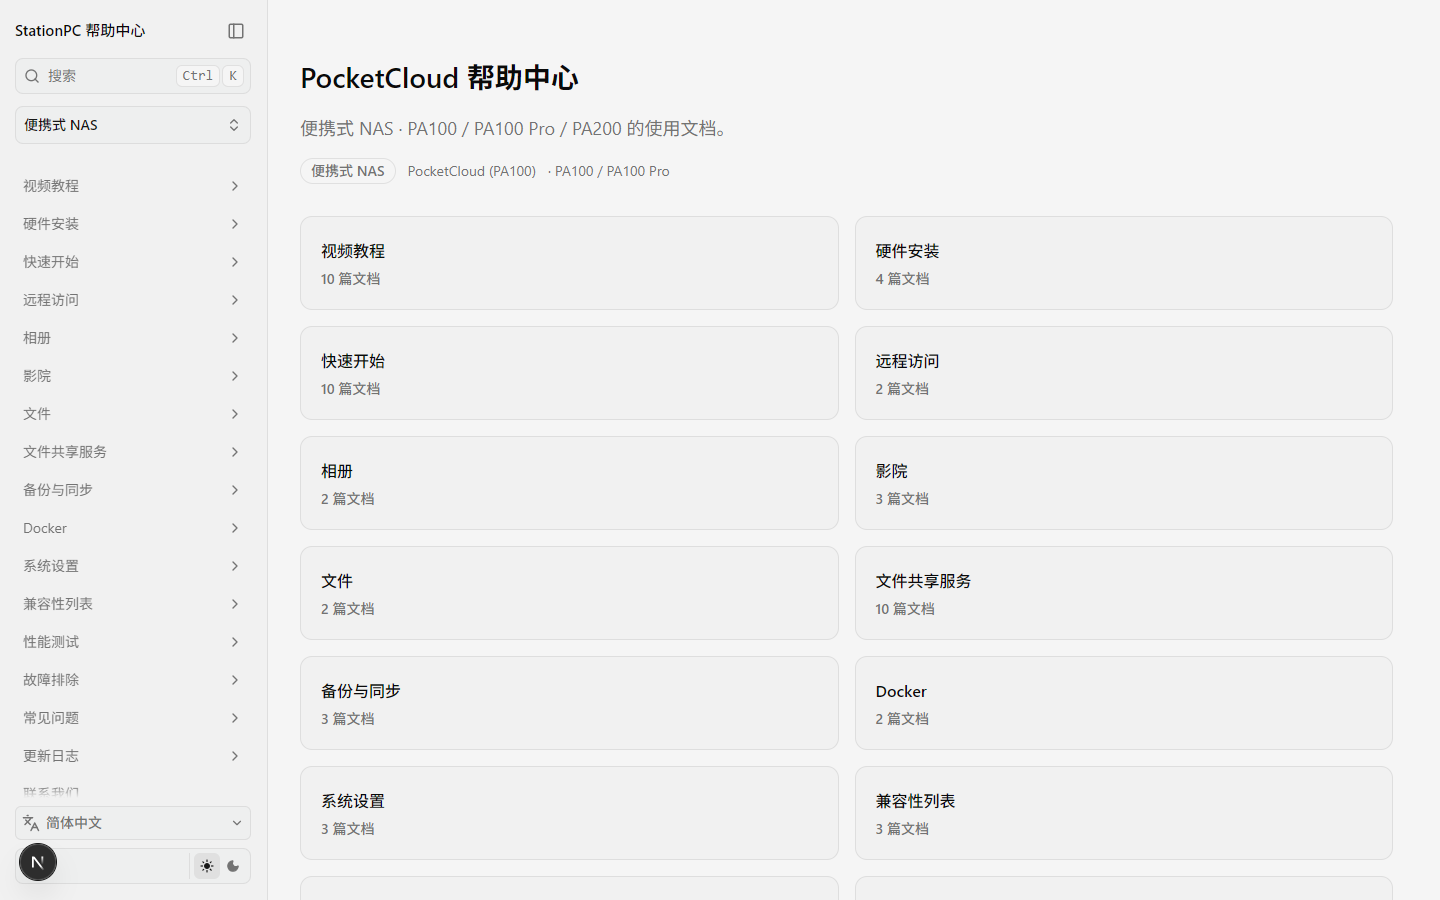 StationPC 帮助中心
搜索 Ctrl K
便携式 NAS
视频教程
硬件安装
快速开始
远程访问
相册
影院
文件
文件共享服务
备份与同步
Docker
系统设置
兼容性列表
性能测试
故障排除
常见问题
更新日志
联系我们
简体中文
N
PocketCloud 帮助中心
便携式 NAS · PA100 / PA100 Pro / PA200 的使用文档。
便携式 NAS PocketCloud (PA100) · PA100 / PA100 Pro
视频教程
10 篇文档
硬件安装
4 篇文档
快速开始
10 篇文档
远程访问
2 篇文档
相册
2 篇文档
影院
3 篇文档
文件
2 篇文档
文件共享服务
10 篇文档
备份与同步
3 篇文档
Docker
2 篇文档
系统设置
3 篇文档
兼容性列表
3 篇文档